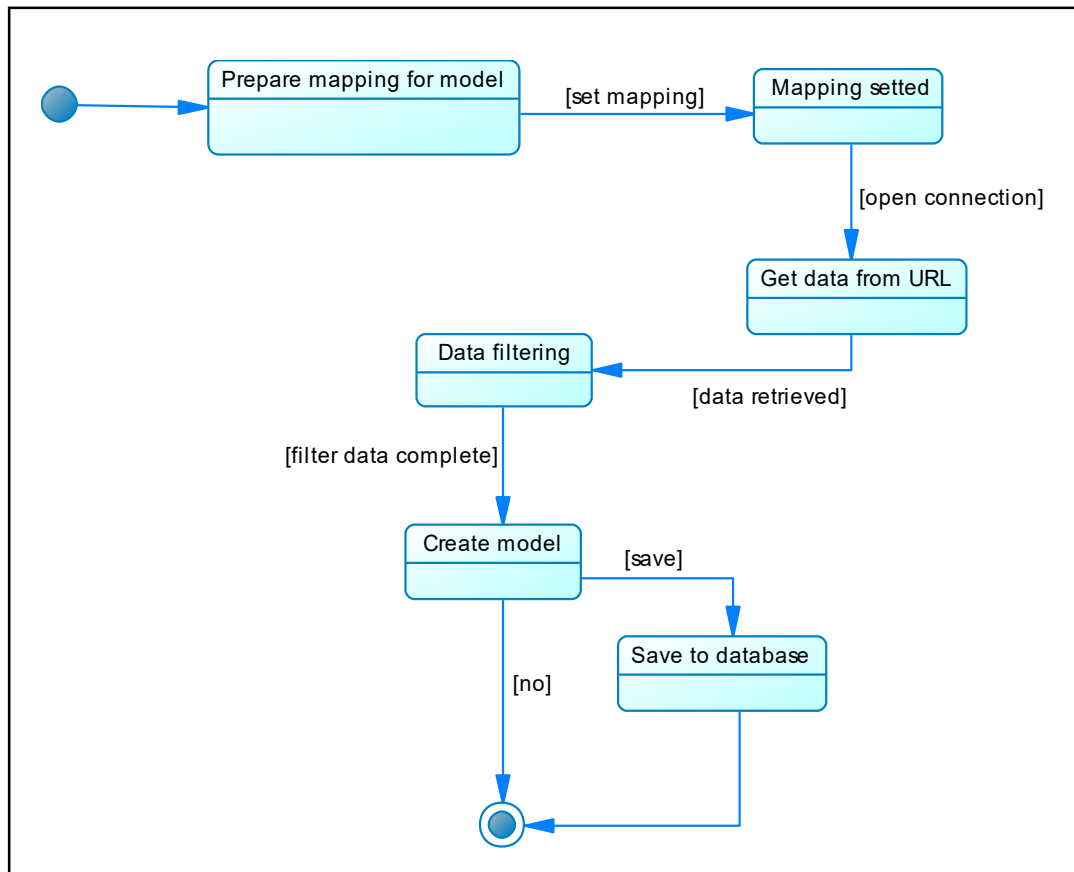 Prepare mapping for model
[set mapping]
Mapping setted
[open connection]
Get data from URL
Data filtering
[data retrieved]
[filter data complete]
Create model
[save]
Save to database
[no]